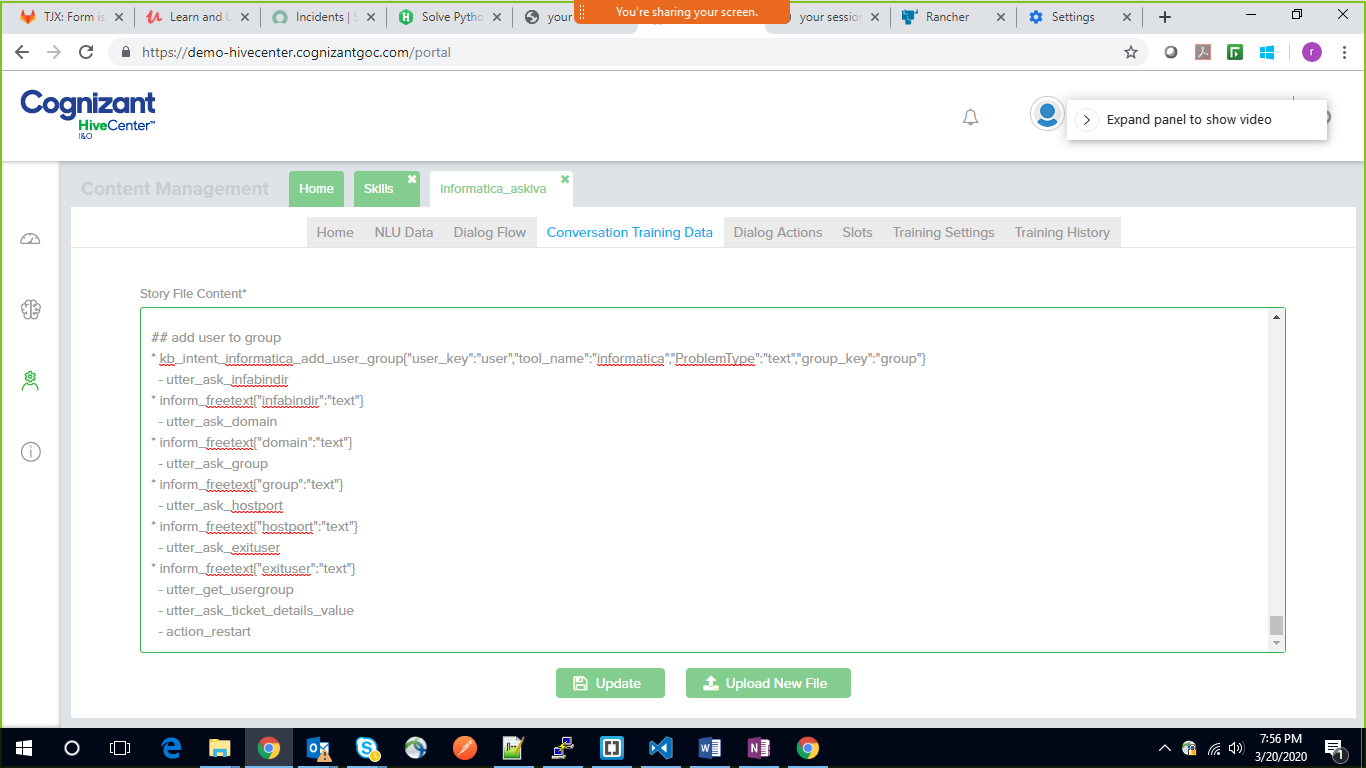 TJX: Form is
Learn and U
Incidents | S
Solve Pytho
your
You're sharing your screen.
your session
Rancher
Settings
https://demo-hivecenter.cognizantgoc.com/portal
r
Cognizant
HiveCenter™
I&O
Expand panel to show video
Content Management
Home
Skills
informatica_askiva
Home
NLU Data
Dialog Flow
Conversation Training Data
Dialog Actions
Slots
Training Settings
Training History
Story File Content*
## add user to group
* kb_intent_informatica_add_user_group{"user_key":"user","tool_name":"informatica","ProblemType":"text","group_key":"group"}
- utter_ask_infabindir
* inform_freetext{"infabindir":"text"}
- utter_ask_domain
* inform_freetext{"domain":"text"}
- utter_ask_group
* inform_freetext{"group":"text"}
- utter_ask_hostport
* inform_freetext{"hostport":"text"}
- utter_ask_exituser
* inform_freetext{"exituser":"text"}
- utter_get_usergroup
- utter_ask_ticket_details_value
- action_restart
Update
Upload New File
7:56 PM
3/20/2020
1